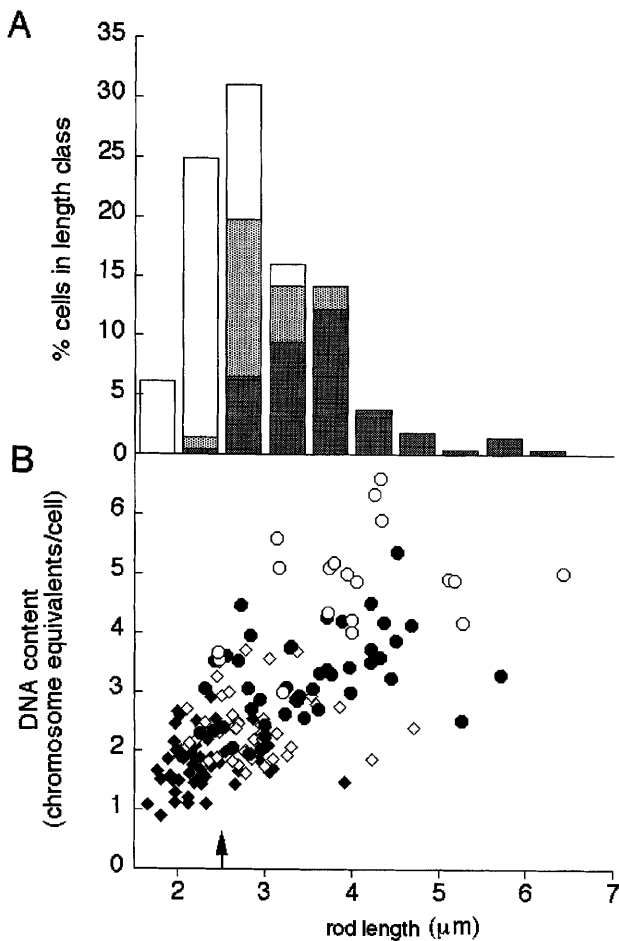 A
% cells in length class
35
30
25
20
15
10
5
0
B
DNA content
(chromosome equivalents/cell)
6
5
4
3
2
1
0
2 3 4 5 6 7
rod length (μm)